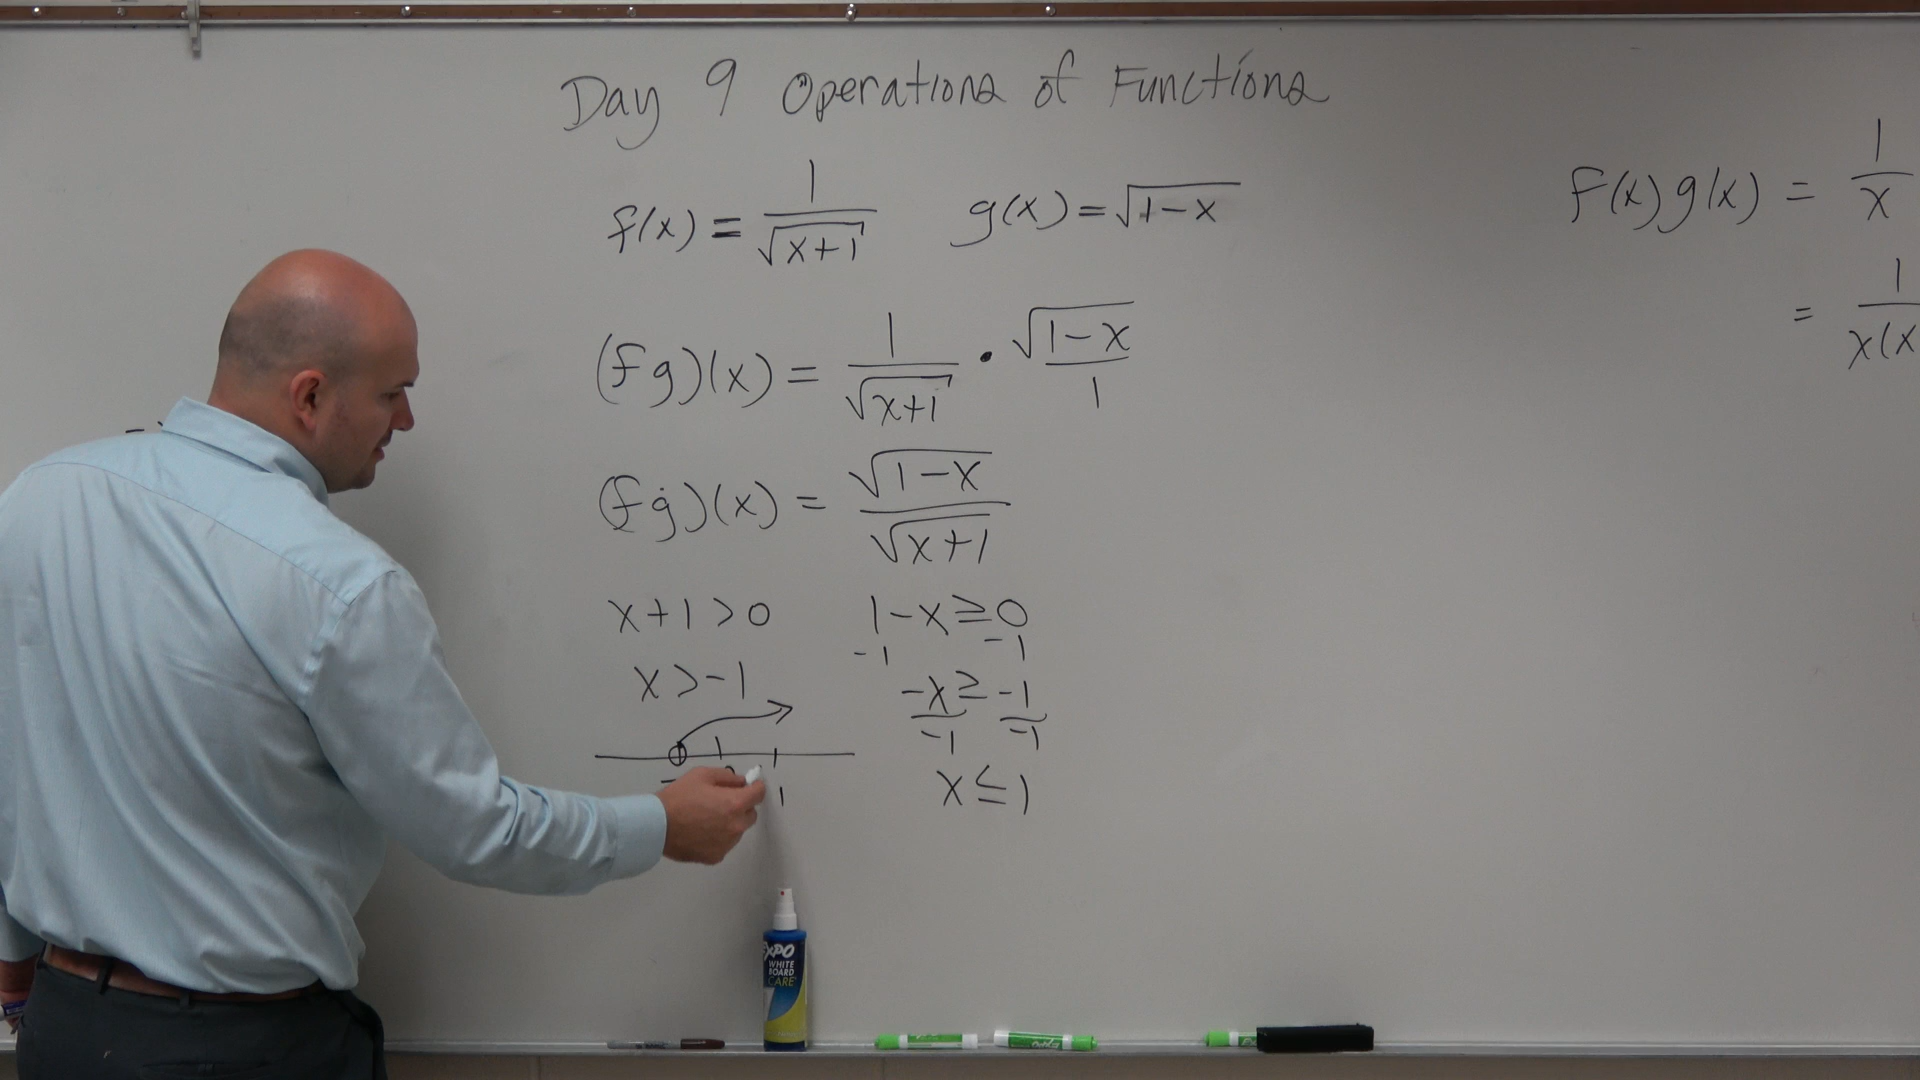 Day 9 Operations of Functions
f(x) = 1/√(x+1) g(x) = √(1-x)
(fg)(x) = 1/√(x+1) · √(1-x)/1
(fg)(x) = √(1-x)/√(x+1)
x+1 > 0 1-x ≥ 0
-1 -1
x > -1 -x ≥ -1
-1 -1
1 x ≤ 1
f(x)g(x) = 1/x
= 1/x(x
EXPO
WHITE
BOARD
CARE